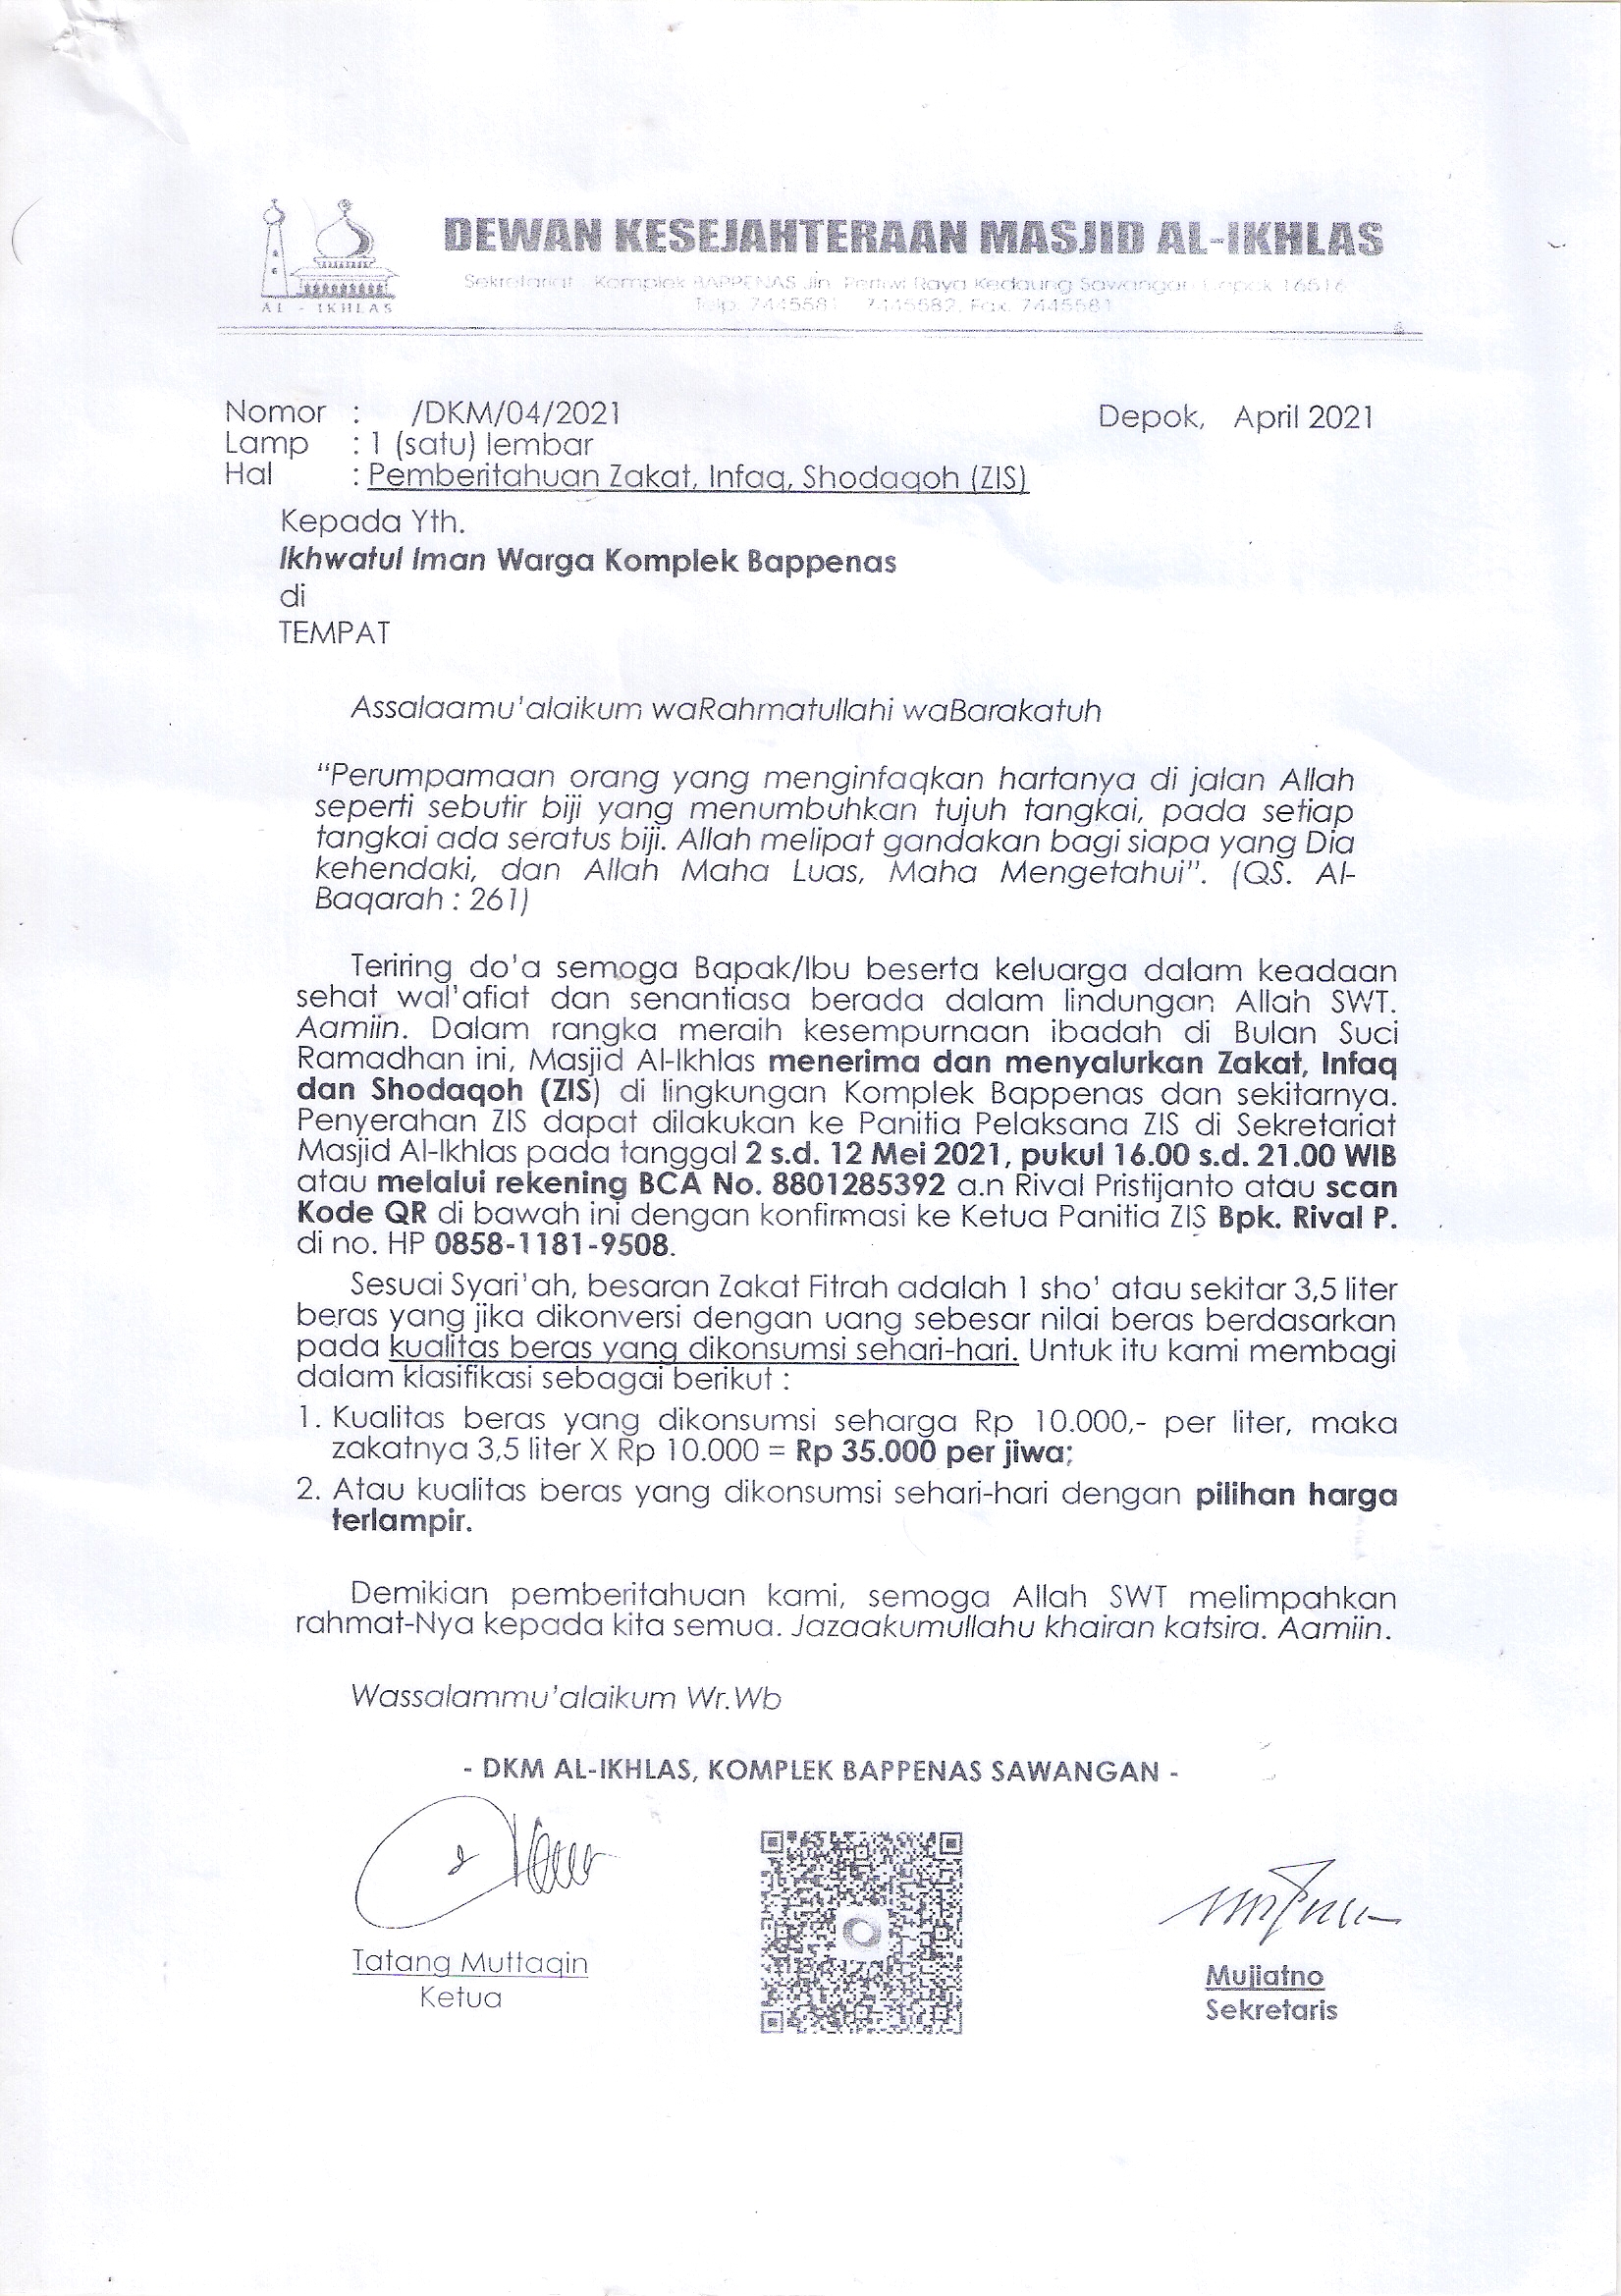 DEWAN KESEJAHTERAAN MASJID AL-IKHLAS
Sekretariat : Komplek BAPPENAS Jln. Pertiwi Raya Kedaung Sawangan Depok 16516
Telp. 7445581 7445582, Fax. 7445581
AL - IKHLAS
Nomor : /DKM/04/2021 Depok, April 2021
Lamp : 1 (satu) lembar
Hal : Pemberitahuan Zakat, Infaq, Shodaqoh (ZIS)
Kepada Yth.
Ikhwatul Iman Warga Komplek Bappenas
di
TEMPAT
Assalaamu'alaikum waRahmatullahi waBarakatuh
“Perumpamaan orang yang menginfaqkan hartanya di jalan Allah
seperti sebutir biji yang menumbuhkan tujuh tangkai, pada setiap
tangkai ada seratus biji. Allah melipat gandakan bagi siapa yang Dia
kehendaki, dan Allah Maha Luas, Maha Mengetahui”. (QS. Al-
Baqarah : 261)
Teriring do'a semoga Bapak/Ibu beserta keluarga dalam keadaan
sehat wal'afiat dan senantiasa berada dalam lindungan Allah SWT.
Aamiin. Dalam rangka meraih kesempurnaan ibadah di Bulan Suci
Ramadhan ini, Masjid Al-Ikhlas menerima dan menyalurkan Zakat, Infaq
dan Shodaqoh (ZIS) di lingkungan Komplek Bappenas dan sekitarnya.
Penyerahan ZIS dapat dilakukan ke Panitia Pelaksana ZIS di Sekretariat
Masjid Al-Ikhlas pada tanggal 2 s.d. 12 Mei 2021, pukul 16.00 s.d. 21.00 WIB
atau melalui rekening BCA No. 8801285392 a.n Rival Pristijanto atau scan
Kode QR di bawah ini dengan konfirmasi ke Ketua Panitia ZIS Bpk. Rival P.
di no. HP 0858-1181-9508.
Sesuai Syari'ah, besaran Zakat Fitrah adalah 1 sho' atau sekitar 3,5 liter
beras yang jika dikonversi dengan uang sebesar nilai beras berdasarkan
pada kualitas beras yang dikonsumsi sehari-hari. Untuk itu kami membagi
dalam klasifikasi sebagai berikut :
1. Kualitas beras yang dikonsumsi seharga Rp 10.000,- per liter, maka
zakatnya 3,5 liter X Rp 10.000 = Rp 35.000 per jiwa;
2. Atau kualitas beras yang dikonsumsi sehari-hari dengan pilihan harga
terlampir.
Demikian pemberitahuan kami, semoga Allah SWT melimpahkan
rahmat-Nya kepada kita semua. Jazaakumullahu khairan katsira. Aamiin.
Wassalammu'alaikum Wr.Wb
- DKM AL-IKHLAS, KOMPLEK BAPPENAS SAWANGAN -
Tatang Muttaqin
Ketua
Mujiatno
Sekretaris